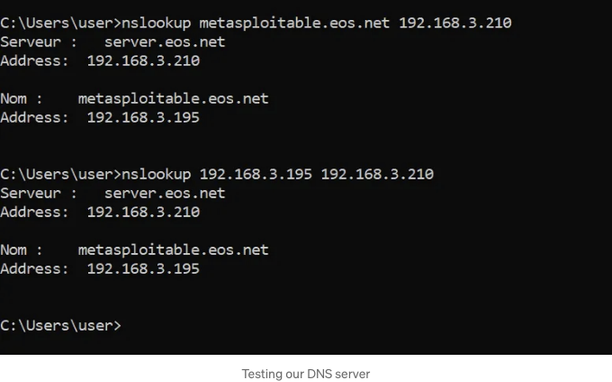 C:\Users\user>nslookup metasploitable.eos.net 192.168.3.210
Serveur :   server.eos.net
Address:  192.168.3.210
Nom :    metasploitable.eos.net
Address:  192.168.3.195
C:\Users\user>nslookup 192.168.3.195 192.168.3.210
Serveur :   server.eos.net
Address:  192.168.3.210
Nom :    metasploitable.eos.net
Address:  192.168.3.195
C:\Users\user>
Testing our DNS server